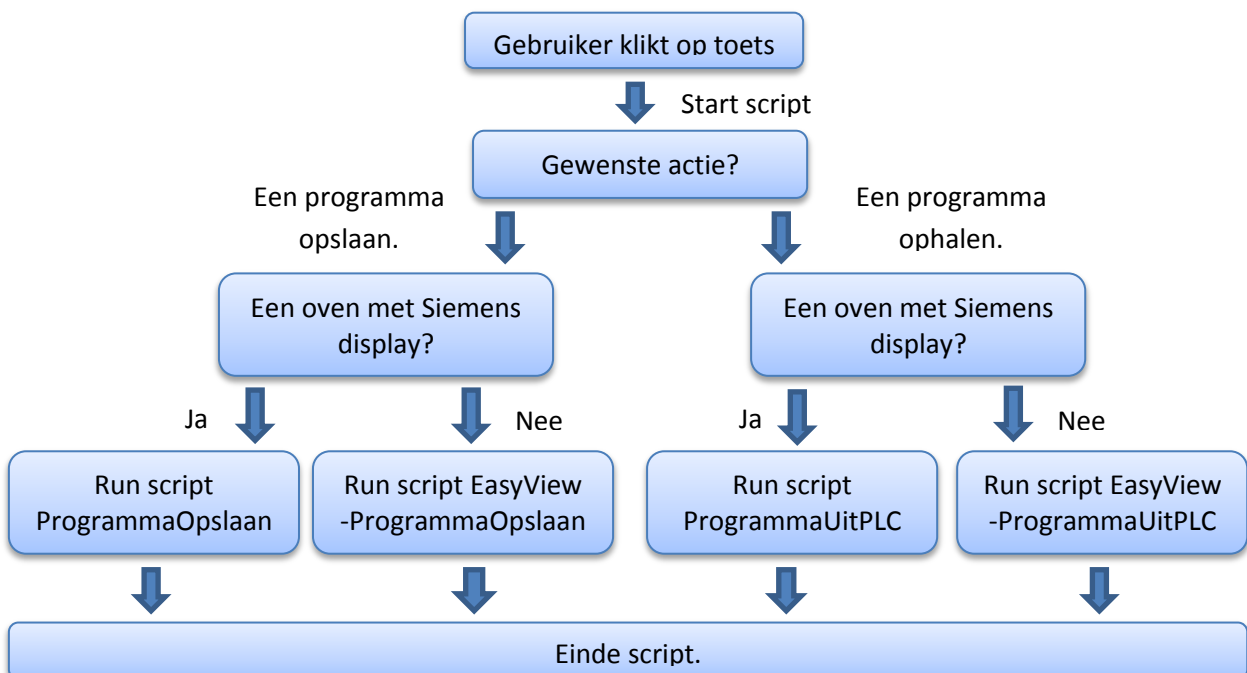 Gebruiker klikt op toets
Start script
Gewenste actie?
Een programma
opslaan.
Een programma
ophalen.
Een oven met Siemens
display?
Een oven met Siemens
display?
Ja
Nee
Ja
Nee
Run script
ProgrammaOpslaan
Run script EasyView
-ProgrammaOpslaan
Run script
ProgrammaUitPLC
Run script EasyView
-ProgrammaUitPLC
Einde script.